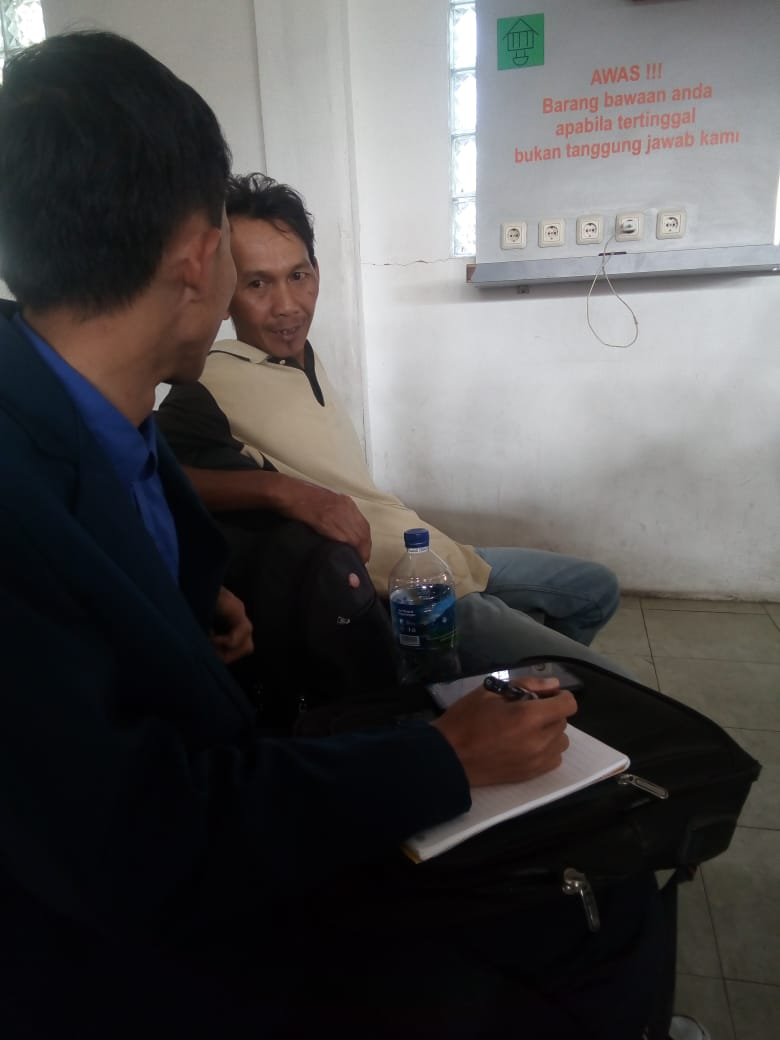 AWAS !!!
Barang bawaan anda
apabila tertinggal
bukan tanggung jawab kami